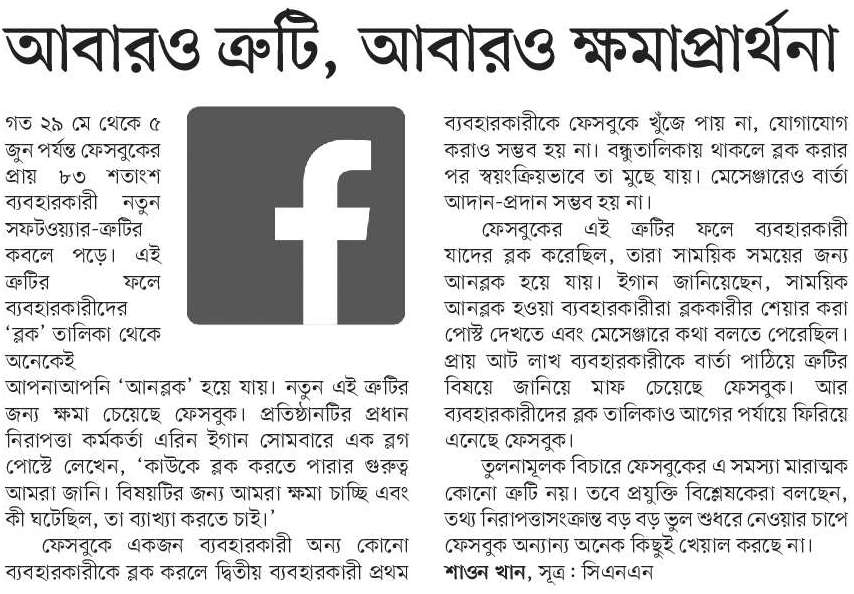 আবারও ত্রুটি, আবারও ক্ষমাপ্রার্থনা
গত ২৯ মে থেকে ৫
জুন পর্যন্ত ফেসবুকের
প্রায় ৮৩ শতাংশ
ব্যবহারকারী নতুন
সফটওয়্যার-ত্রুটির
কবলে পড়ে। এই
ত্রুটির ফলে
ব্যবহারকারীদের
‘ব্লক’ তালিকা থেকে
অনেকেই
আপনাআপনি ‘আনব্লক’ হয়ে যায়। নতুন এই ত্রুটির
জন্য ক্ষমা চেয়েছে ফেসবুক। প্রতিষ্ঠানটির প্রধান
নিরাপত্তা কর্মকর্তা এরিন ইগান সোমবারে এক ব্লগ
পোস্টে লেখেন, ‘কাউকে ব্লক করতে পারার গুরুত্ব
আমরা জানি। বিষয়টির জন্য আমরা ক্ষমা চাচ্ছি এবং
কী ঘটেছিল, তা ব্যাখ্যা করতে চাই।’
ফেসবুকে একজন ব্যবহারকারী অন্য কোনো
ব্যবহারকারীকে ব্লক করলে দ্বিতীয় ব্যবহারকারী প্রথম
ব্যবহারকারীকে ফেসবুকে খুঁজে পায় না, যোগাযোগ
করাও সম্ভব হয় না। বন্ধুতালিকায় থাকলে ব্লক করার
পর স্বয়ংক্রিয়ভাবে তা মুছে যায়। মেসেঞ্জারেও বার্তা
আদান-প্রদান সম্ভব হয় না।
ফেসবুকের এই ত্রুটির ফলে ব্যবহারকারী
যাদের ব্লক করেছিল, তারা সাময়িক সময়ের জন্য
আনব্লক হয়ে যায়। ইগান জানিয়েছেন, সাময়িক
আনব্লক হওয়া ব্যবহারকারীরা ব্লককারীর শেয়ার করা
পোস্ট দেখতে এবং মেসেঞ্জারে কথা বলতে পেরেছিল।
প্রায় আট লাখ ব্যবহারকারীকে বার্তা পাঠিয়ে ত্রুটির
বিষয়ে জানিয়ে মাফ চেয়েছে ফেসবুক। আর
ব্যবহারকারীদের ব্লক তালিকাও আগের পর্যায়ে ফিরিয়ে
এনেছে ফেসবুক।
তুলনামূলক বিচারে ফেসবুকের এ সমস্যা মারাত্মক
কোনো ত্রুটি নয়। তবে প্রযুক্তি বিশ্লেষকেরা বলছেন,
তথ্য নিরাপত্তাসংক্রান্ত বড় বড় ভুল শুধরে নেওয়ার চাপে
ফেসবুক অন্যান্য অনেক কিছুই খেয়াল করছে না।
শাওন খান, সূত্র : সিএনএন